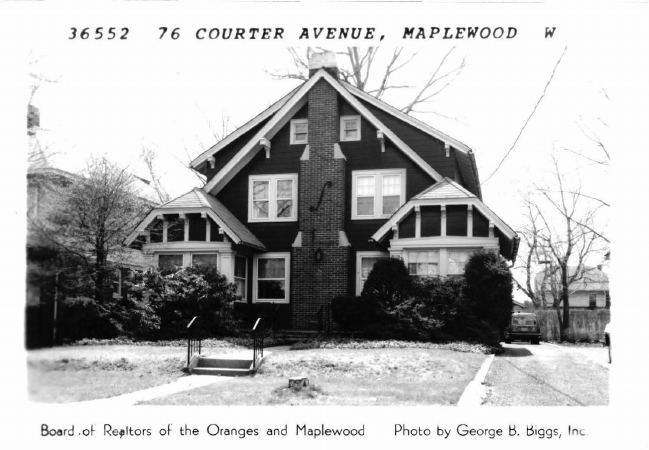 36552 76 COURTER AVENUE, MAPLEWOOD W
Board of Realtors of the Oranges and Maplewood Photo by George B. Biggs, Inc.